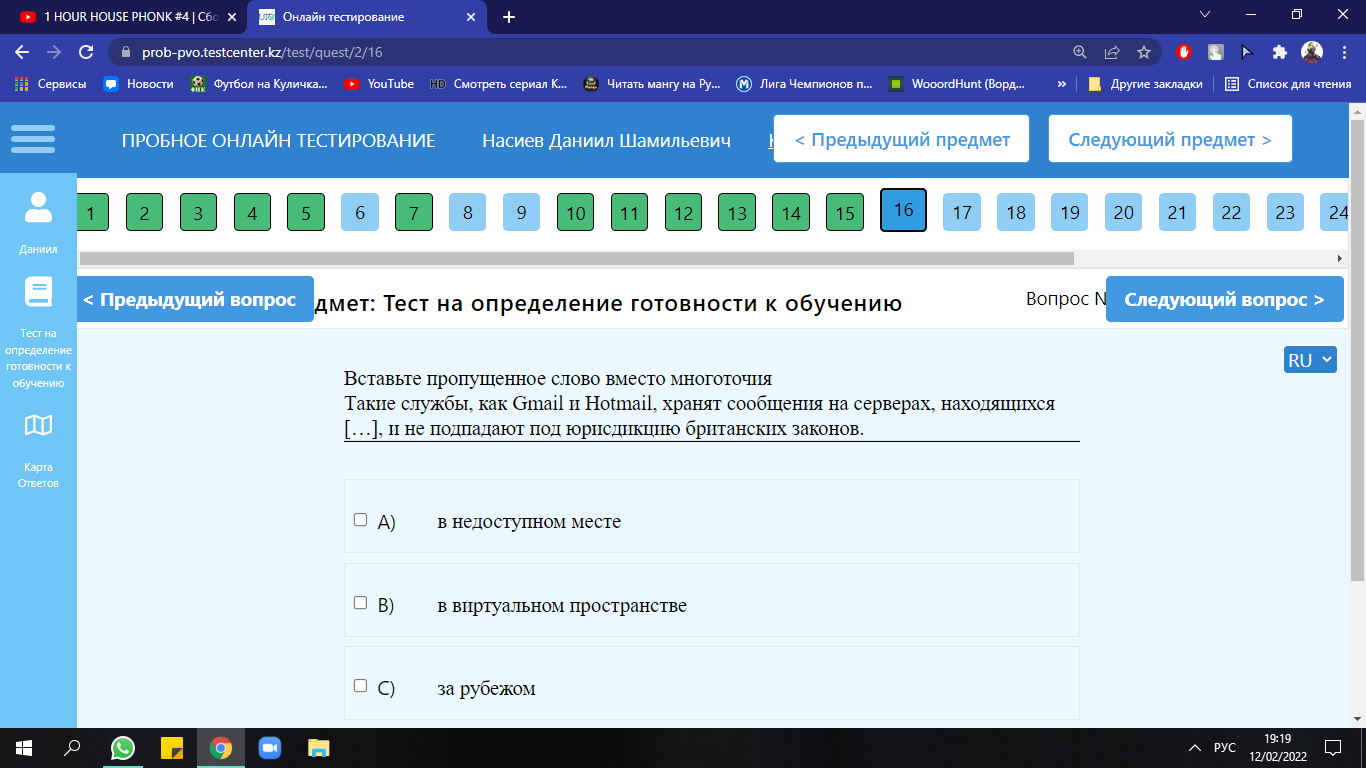 1 HOUR HOUSE PHONK #4 | Сбо
Онлайн тестирование
prob-pvo.testcenter.kz/test/quest/2/16
Сервисы Новости Футбол на Куличка... YouTube HD Смотреть сериал К... Читать мангу на Ру... Лига Чемпионов п... WooordHunt (Ворд... » Другие закладки Список для чтения
ПРОБНОЕ ОНЛАЙН ТЕСТИРОВАНИЕ Насиев Даниил Шамильевич < Предыдущий предмет Следующий предмет >
1 2 3 4 5 6 7 8 9 10 11 12 13 14 15 16 17 18 19 20 21 22 23 24
Даниил
< Предыдущий вопрос дмет: Тест на определение готовности к обучению Вопрос N Следующий вопрос >
Тест на
определение
готовности к
обучению
Карта
Ответов
RU
Вставьте пропущенное слово вместо многоточия
Такие службы, как Gmail и Hotmail, хранят сообщения на серверах, находящихся
[…], и не подпадают под юрисдикцию британских законов.
A) в недоступном месте
B) в виртуальном пространстве
C) за рубежом
РУС
19:19
12/02/2022